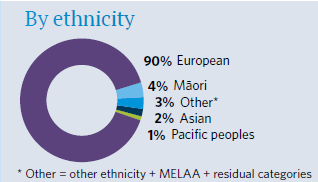 By ethnicity
90% European
4% Māori
3% Other*
2% Asian
1% Pacific peoples
* Other = other ethnicity + MELAA + residual categories